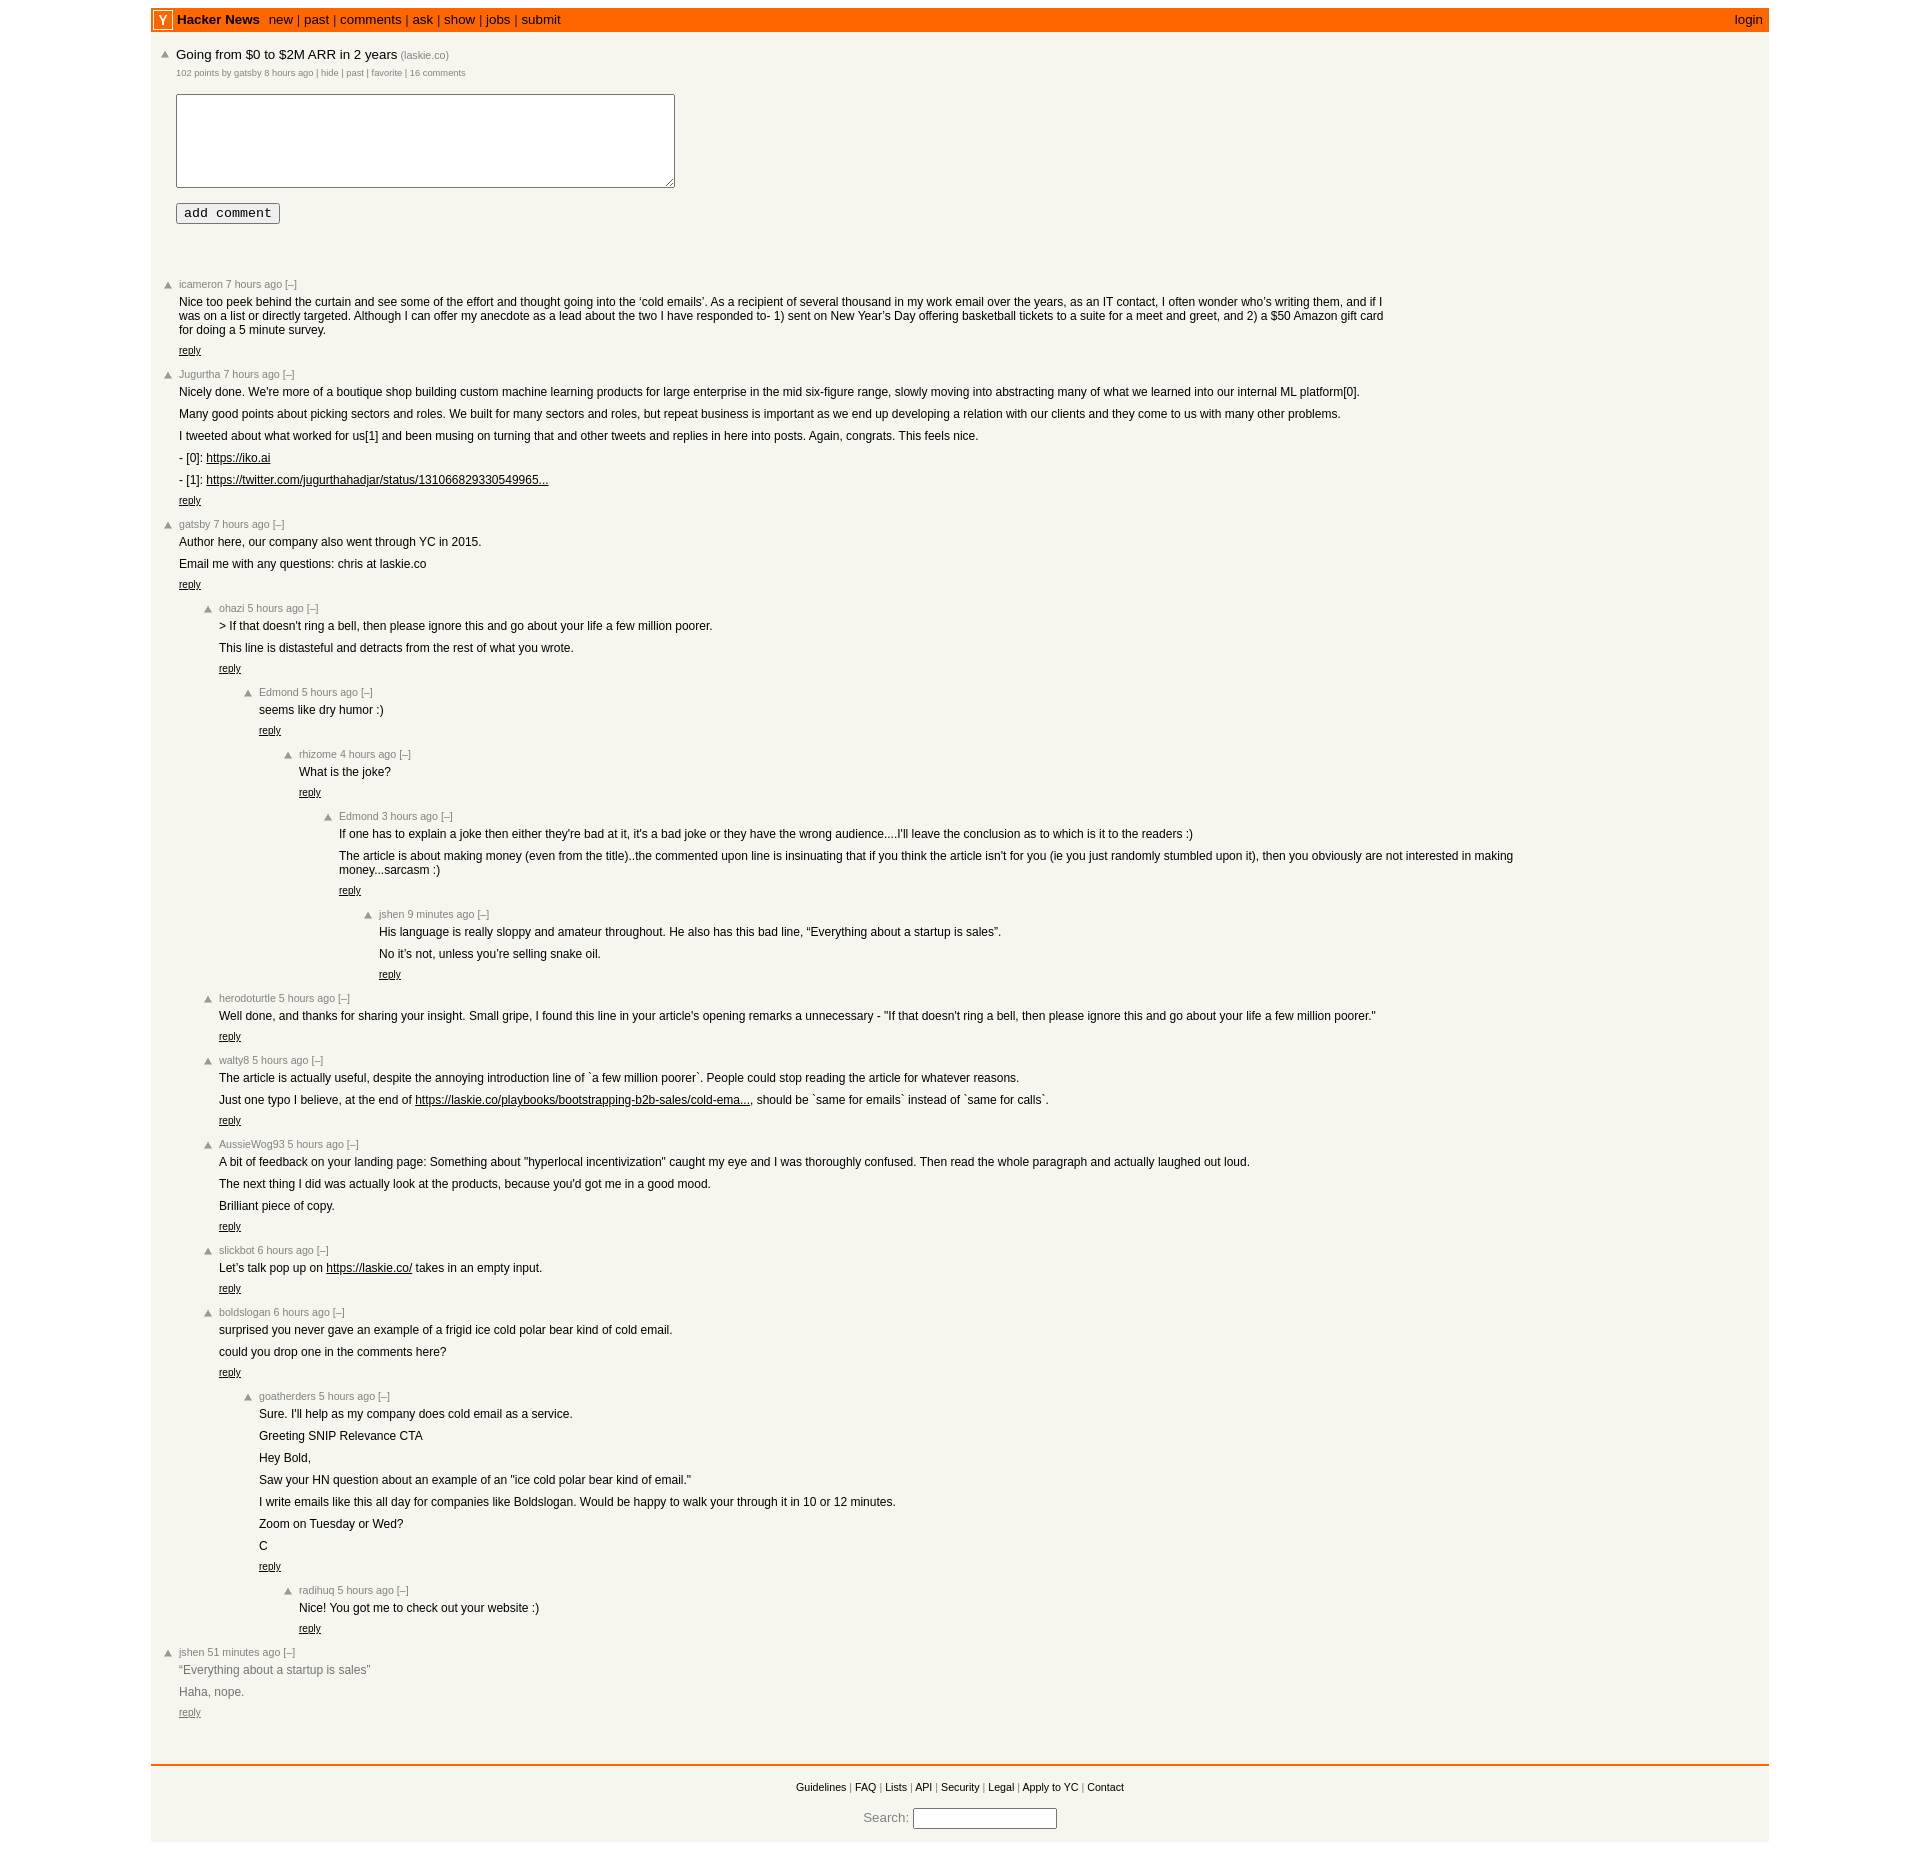 Y Hacker News new | past | comments | ask | show | jobs | submit login
Going from $0 to $2M ARR in 2 years (laskie.co)
102 points by gatsby 8 hours ago | hide | past | favorite | 16 comments
add comment
icameron 7 hours ago [–]
Nice too peek behind the curtain and see some of the effort and thought going into the ‘cold emails’. As a recipient of several thousand in my work email over the years, as an IT contact, I often wonder who’s writing them, and if I
was on a list or directly targeted. Although I can offer my anecdote as a lead about the two I have responded to- 1) sent on New Year’s Day offering basketball tickets to a suite for a meet and greet, and 2) a $50 Amazon gift card
for doing a 5 minute survey.
reply
Jugurtha 7 hours ago [–]
Nicely done. We're more of a boutique shop building custom machine learning products for large enterprise in the mid six-figure range, slowly moving into abstracting many of what we learned into our internal ML platform[0].
Many good points about picking sectors and roles. We built for many sectors and roles, but repeat business is important as we end up developing a relation with our clients and they come to us with many other problems.
I tweeted about what worked for us[1] and been musing on turning that and other tweets and replies in here into posts. Again, congrats. This feels nice.
- [0]: https://iko.ai
- [1]: https://twitter.com/jugurthahadjar/status/131066829330549965...
reply
gatsby 7 hours ago [–]
Author here, our company also went through YC in 2015.
Email me with any questions: chris at laskie.co
reply
ohazi 5 hours ago [–]
> If that doesn't ring a bell, then please ignore this and go about your life a few million poorer.
This line is distasteful and detracts from the rest of what you wrote.
reply
Edmond 5 hours ago [–]
seems like dry humor :)
reply
rhizome 4 hours ago [–]
What is the joke?
reply
Edmond 3 hours ago [–]
If one has to explain a joke then either they're bad at it, it's a bad joke or they have the wrong audience....I'll leave the conclusion as to which is it to the readers :)
The article is about making money (even from the title)..the commented upon line is insinuating that if you think the article isn't for you (ie you just randomly stumbled upon it), then you obviously are not interested in making
money...sarcasm :)
reply
jshen 9 minutes ago [–]
His language is really sloppy and amateur throughout. He also has this bad line, “Everything about a startup is sales”.
No it’s not, unless you’re selling snake oil.
reply
herodoturtle 5 hours ago [–]
Well done, and thanks for sharing your insight. Small gripe, I found this line in your article's opening remarks a unnecessary - "If that doesn't ring a bell, then please ignore this and go about your life a few million poorer."
reply
walty8 5 hours ago [–]
The article is actually useful, despite the annoying introduction line of `a few million poorer`. People could stop reading the article for whatever reasons.
Just one typo I believe, at the end of https://laskie.co/playbooks/bootstrapping-b2b-sales/cold-ema..., should be `same for emails` instead of `same for calls`.
reply
AussieWog93 5 hours ago [–]
A bit of feedback on your landing page: Something about "hyperlocal incentivization" caught my eye and I was thoroughly confused. Then read the whole paragraph and actually laughed out loud.
The next thing I did was actually look at the products, because you'd got me in a good mood.
Brilliant piece of copy.
reply
slickbot 6 hours ago [–]
Let’s talk pop up on https://laskie.co/ takes in an empty input.
reply
boldslogan 6 hours ago [–]
surprised you never gave an example of a frigid ice cold polar bear kind of cold email.
could you drop one in the comments here?
reply
goatherders 5 hours ago [–]
Sure. I'll help as my company does cold email as a service.
Greeting SNIP Relevance CTA
Hey Bold,
Saw your HN question about an example of an "ice cold polar bear kind of email."
I write emails like this all day for companies like Boldslogan. Would be happy to walk your through it in 10 or 12 minutes.
Zoom on Tuesday or Wed?
C
reply
radihuq 5 hours ago [–]
Nice! You got me to check out your website :)
reply
jshen 51 minutes ago [–]
“Everything about a startup is sales”
Haha, nope.
reply
Guidelines | FAQ | Lists | API | Security | Legal | Apply to YC | Contact
Search: